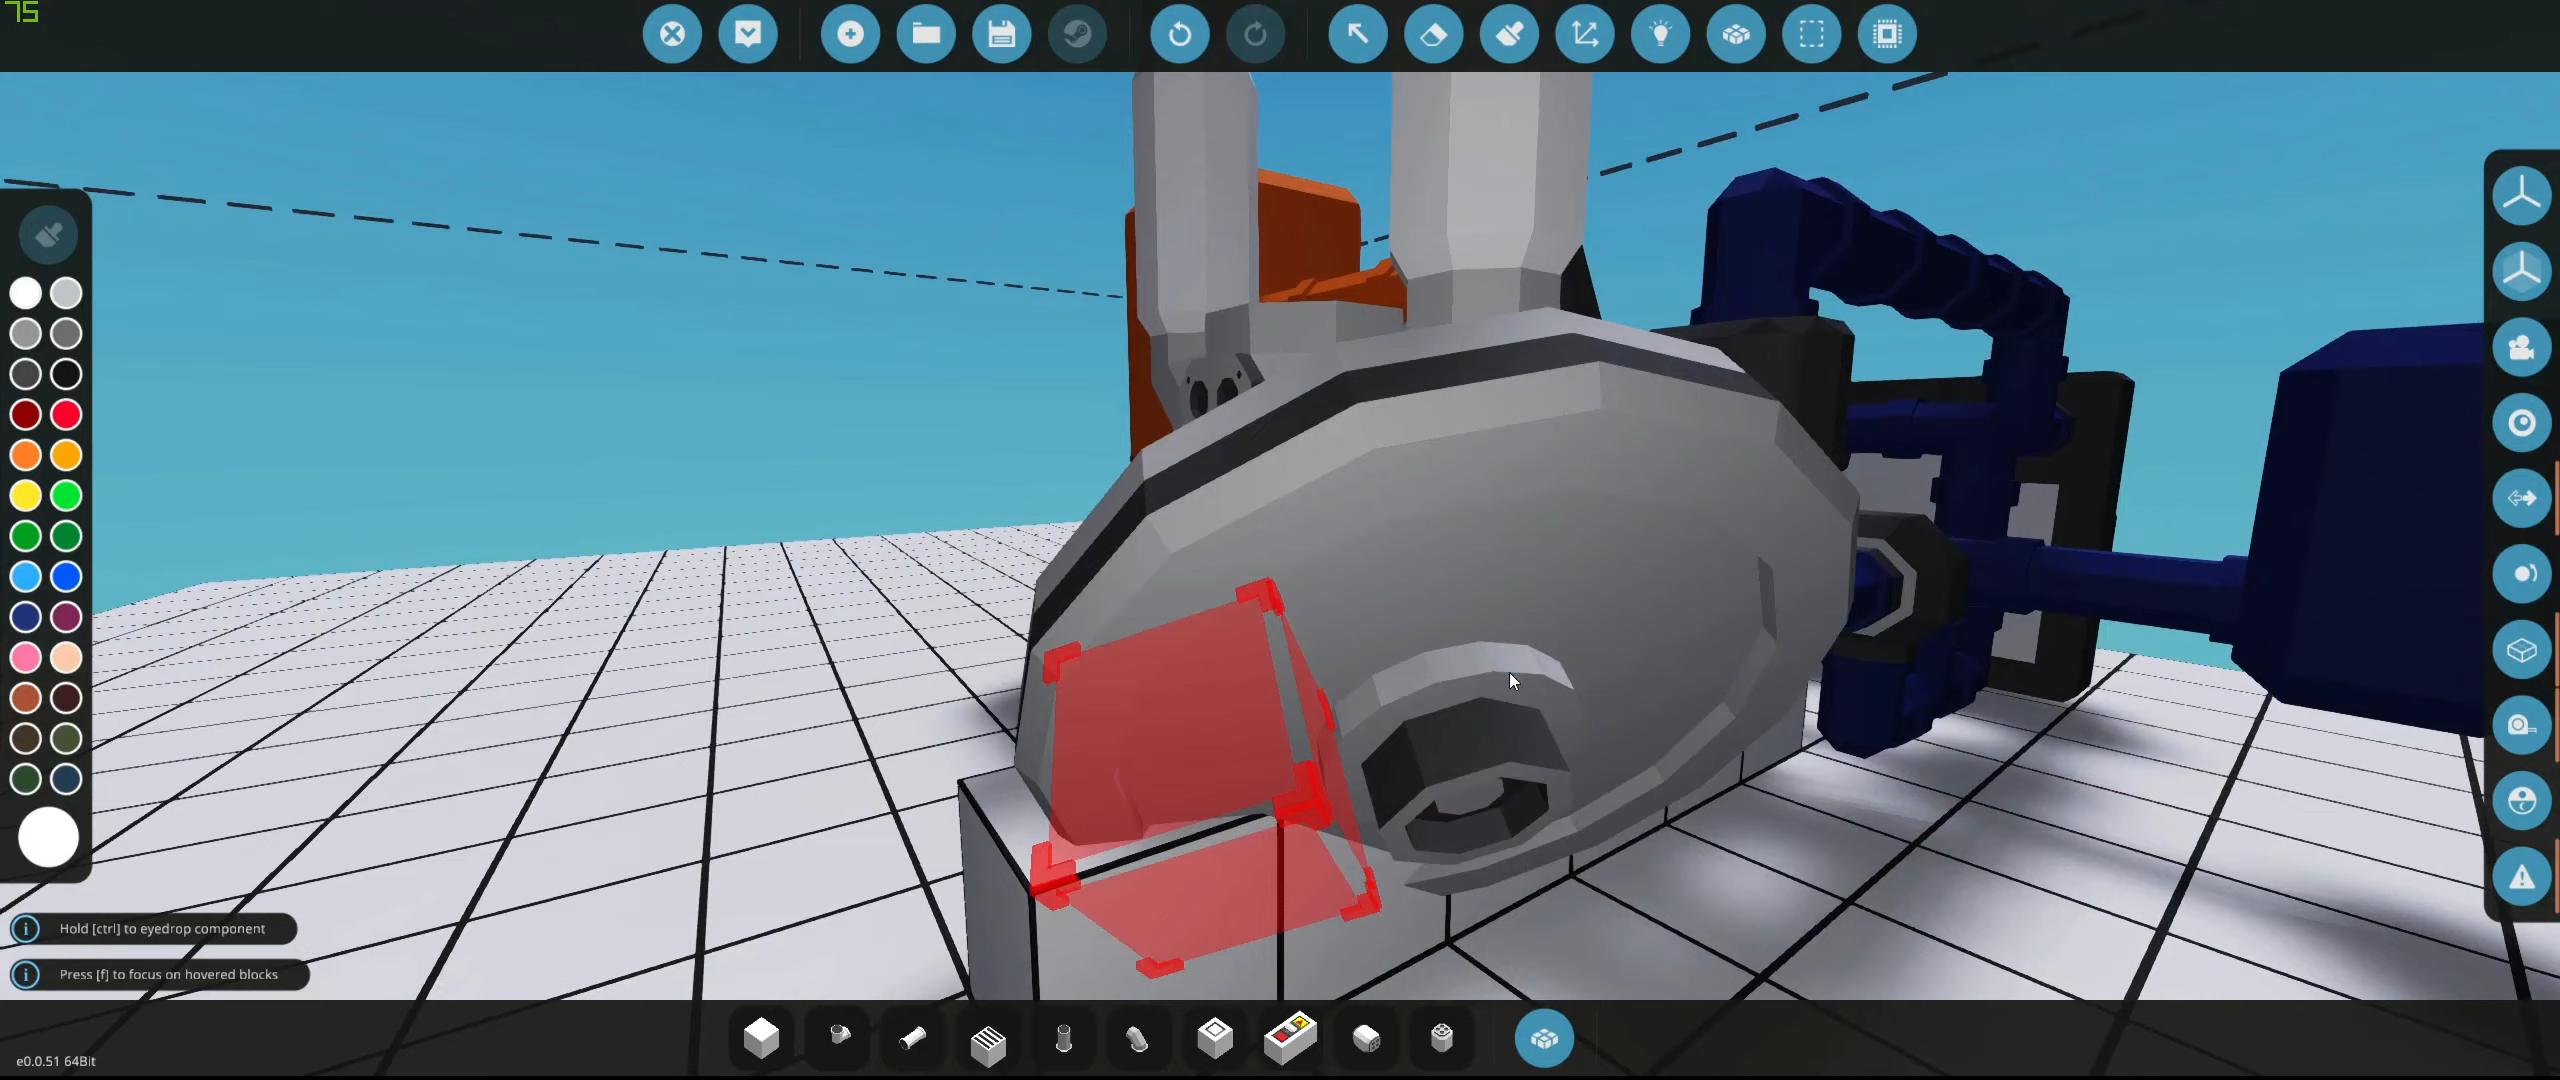 75
Hold [ctrl] to eyedrop component
Press [f] to focus on hovered blocks
e0.0.51 64Bit